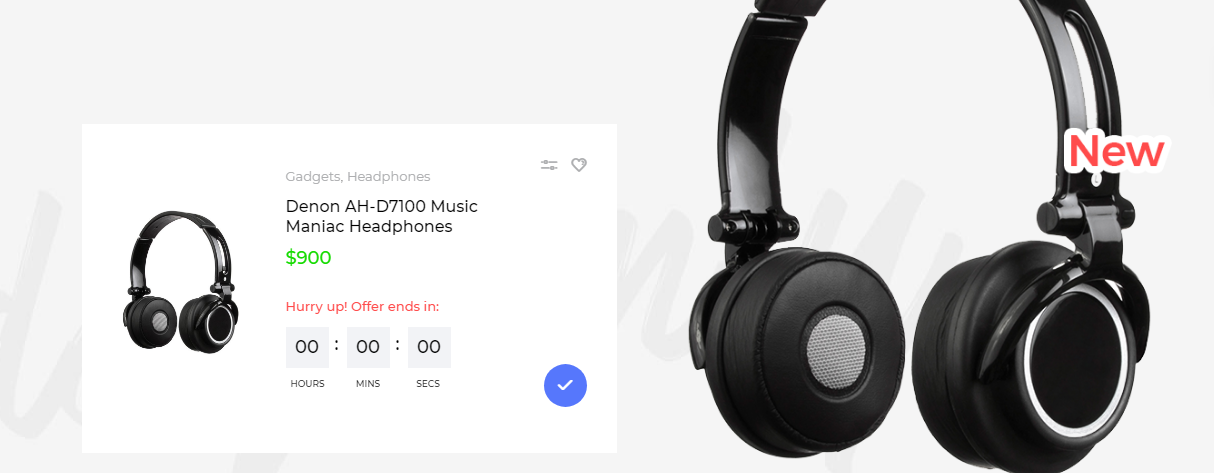 Gadgets, Headphones
Denon AH-D7100 Music
Maniac Headphones
$900
Hurry up! Offer ends in:
00 : 00 : 00
HOURS MINS SECS
New
L